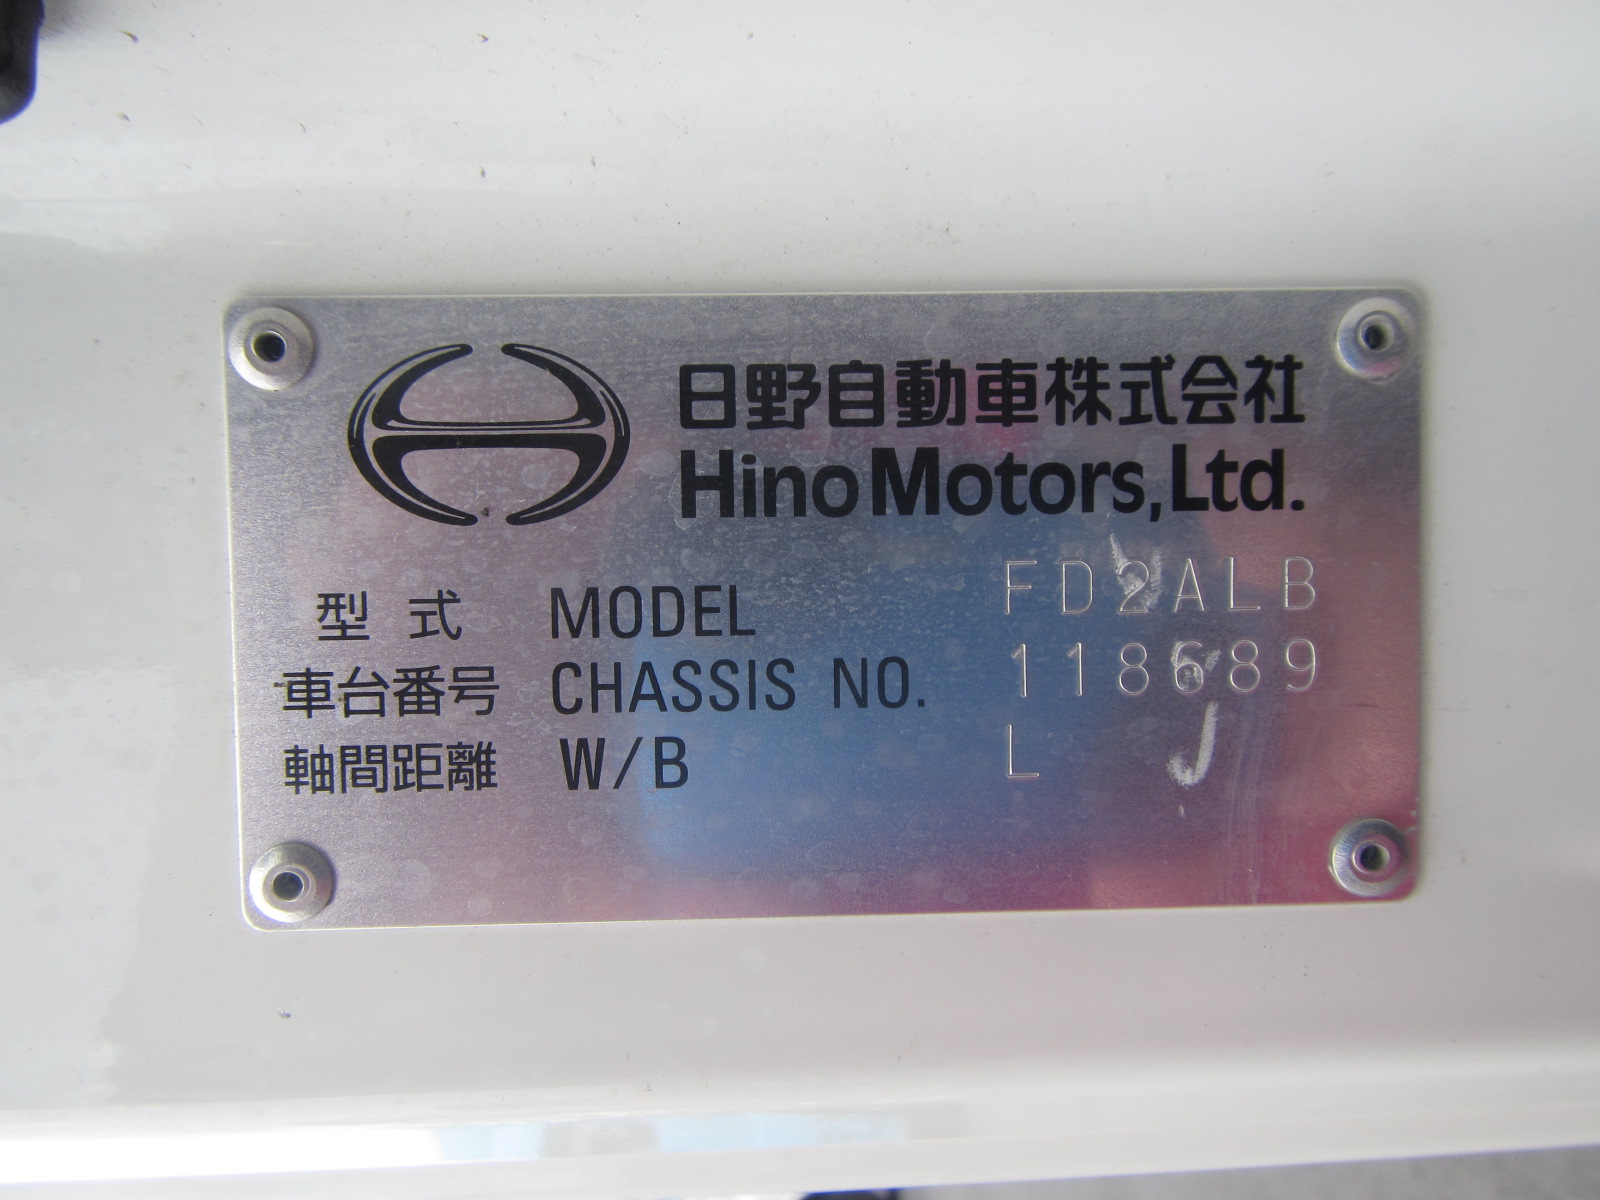 日野自動車株式会社
Hino Motors, Ltd.
型式 MODEL FD2ALB
車台番号 CHASSIS NO. 118689
軸間距離 W/B L